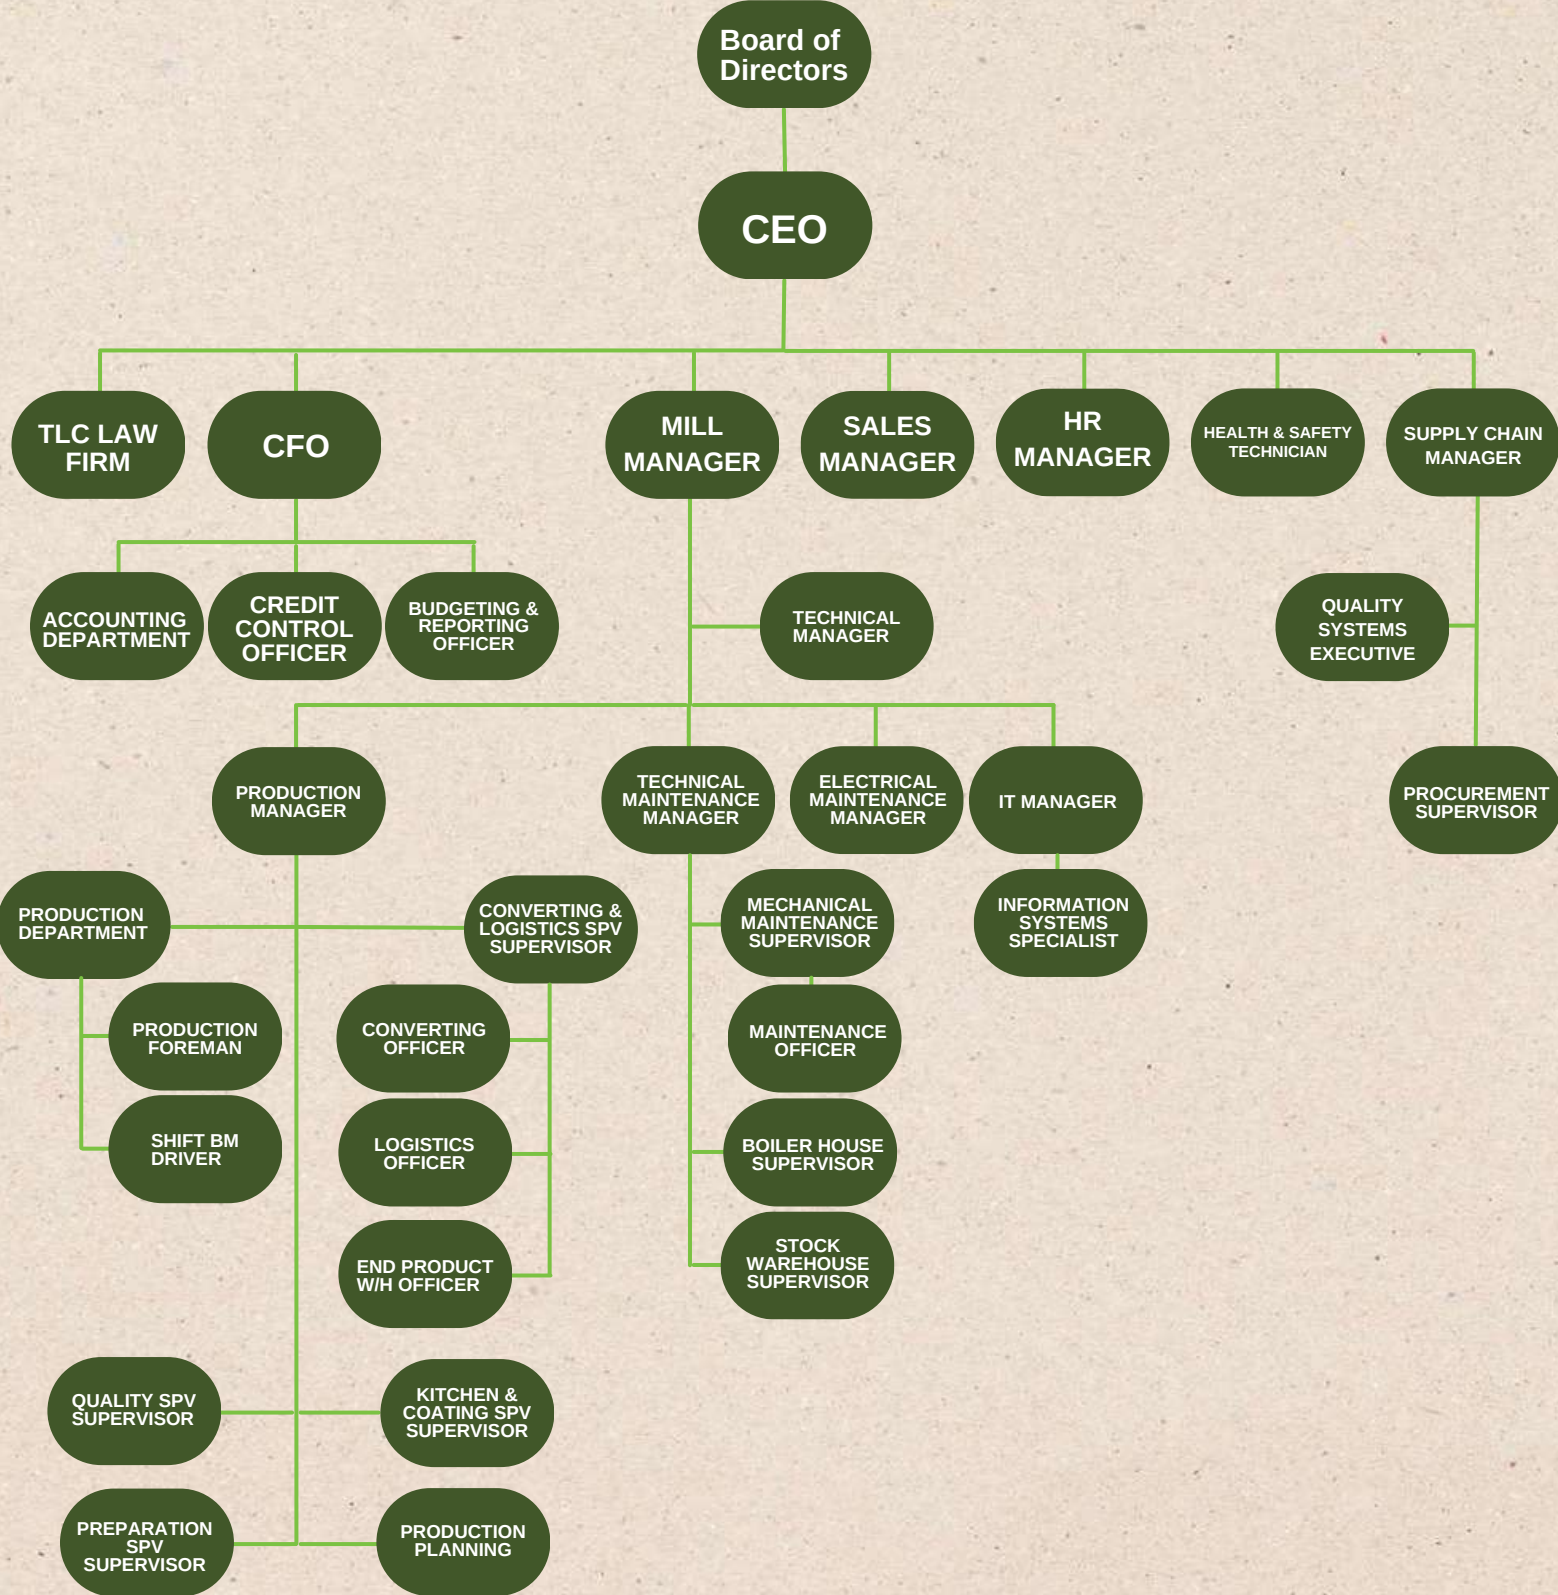 Board of
Directors
CEO
TLC LAW
FIRM
CFO
MILL
MANAGER
SALES
MANAGER
HR
MANAGER
HEALTH & SAFETY
TECHNICIAN
SUPPLY CHAIN
MANAGER
ACCOUNTING
DEPARTMENT
CREDIT
CONTROL
OFFICER
BUDGETING &
REPORTING
OFFICER
TECHNICAL
MANAGER
QUALITY
SYSTEMS
EXECUTIVE
PRODUCTION
MANAGER
TECHNICAL
MAINTENANCE
MANAGER
ELECTRICAL
MAINTENANCE
MANAGER
IT MANAGER
PROCUREMENT
SUPERVISOR
PRODUCTION
DEPARTMENT
CONVERTING &
LOGISTICS SPV
SUPERVISOR
MECHANICAL
MAINTENANCE
SUPERVISOR
INFORMATION
SYSTEMS
SPECIALIST
PRODUCTION
FOREMAN
CONVERTING
OFFICER
MAINTENANCE
OFFICER
SHIFT BM
DRIVER
LOGISTICS
OFFICER
BOILER HOUSE
SUPERVISOR
END PRODUCT
W/H OFFICER
STOCK
WAREHOUSE
SUPERVISOR
QUALITY SPV
SUPERVISOR
KITCHEN &
COATING SPV
SUPERVISOR
PREPARATION
SPV
SUPERVISOR
PRODUCTION
PLANNING